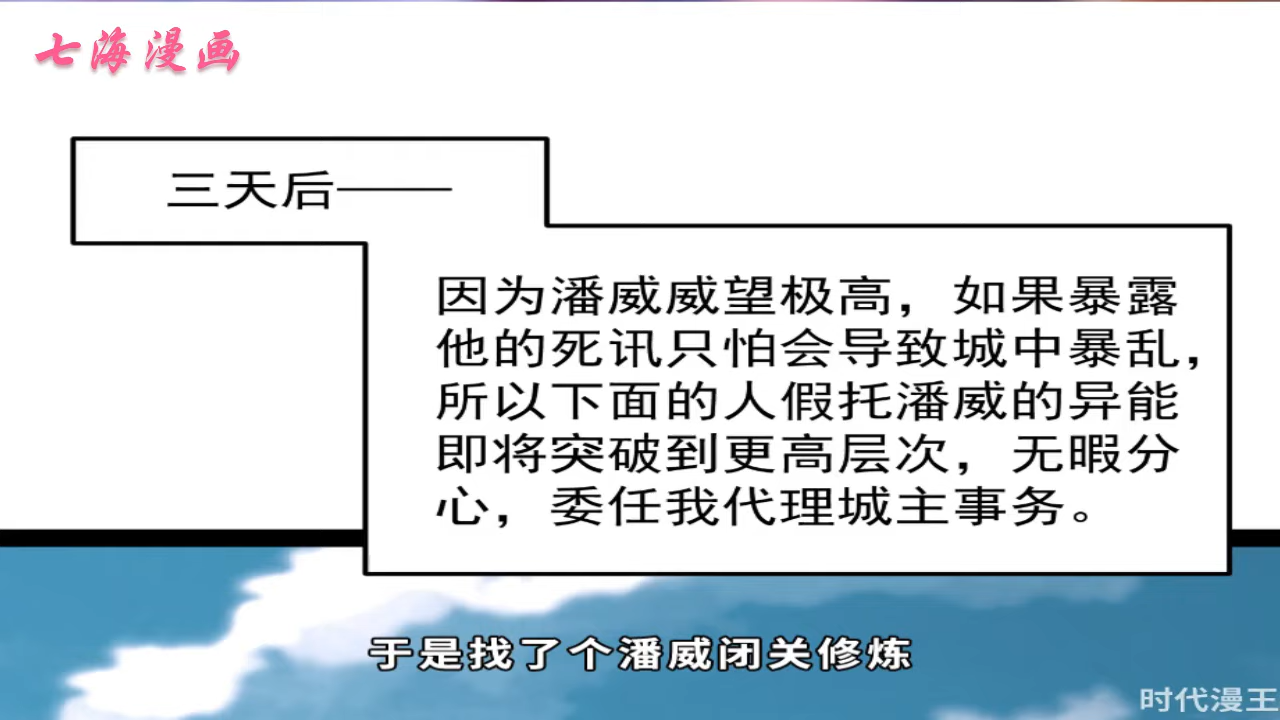 七海漫画
三天后——
因为潘威威望极高，如果暴露
他的死讯只怕会导致城中暴乱，
所以下面的人假托潘威的异能
即将突破到更高层次，无暇分
心，委任我代理城主事务。
于是找了个潘威闭关修炼
时代漫王